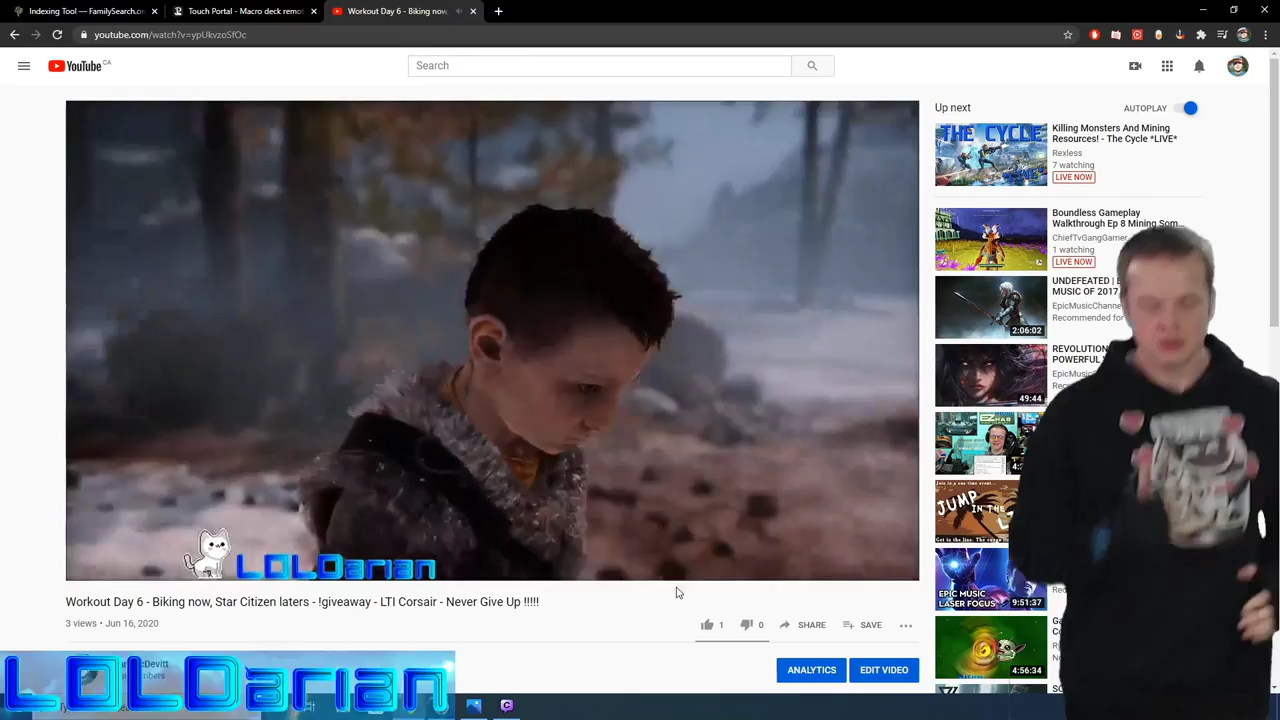 Indexing Tool — FamilySearch.or
Touch Portal - Macro deck remot
Workout Day 6 - Biking now,
youtube.com/watch?v=ypUkvzoSfOc
YouTube CA
Search
Up next
AUTOPLAY
THE CYCLE
LIVE
Killing Monsters And Mining
Resources! - The Cycle *LIVE*
Rexless
7 watching
LIVE NOW
Boundless Gameplay
Walkthrough Ep 8 Mining Som...
ChiefTvGangGamer
1 watching
LIVE NOW
UNDEFEATED |
MUSIC OF 2017
EpicMusicChanne
Recommended for
2:06:02
REVOLUTION
POWERFUL
EpicMusicC
Rec
49:44
JUMP
IN THE
EPIC MUSIC
LASER FOCUS
9:51:37
4:56:34
LOLDarian
Workout Day 6 - Biking now, Star Citizen laters - !giveaway - LTI Corsair - Never Give Up !!!!!
3 views • Jun 16, 2020
1
0
SHARE
SAVE
ANALYTICS
EDIT VIDEO
LOLDarian